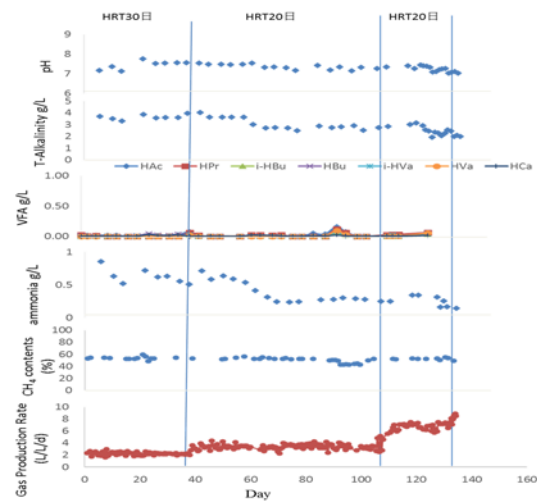 HRT30日 HRT20日 HRT20日
pH
9
8
7
6
T-Alkalinity g/L
5
4
3
2
1
0
HAc HPr i-HBu HBu i-HVa HVa HCa
VFA g/L
1.00
0.50
0.00
ammonia g/L
1
0.5
0
CH₄ contents
(%)
100
80
60
40
20
0
Gas Production Rate
(L/L/d)
10
8
6
4
2
0
0 20 40 60 80 100 120 140 160
Day